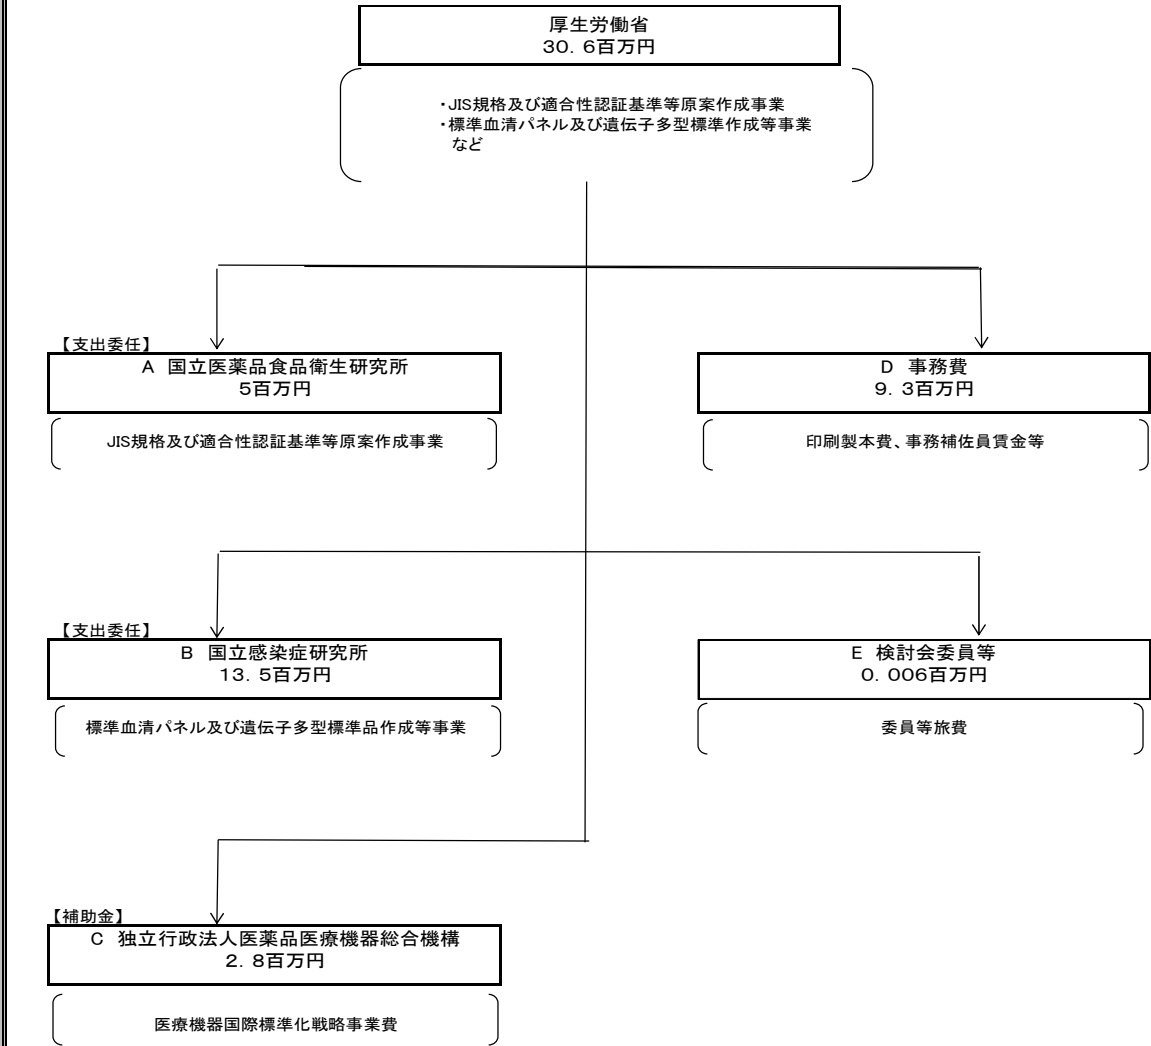 厚生労働省
30.6百万円
・JIS規格及び適合性認証基準等原案作成事業
・標準血清パネル及び遺伝子多型標準作成等事業
など
【支出委任】
A 国立医薬品食品衛生研究所
5百万円
JIS規格及び適合性認証基準等原案作成事業
D 事務費
9.3百万円
印刷製本費、事務補佐員賃金等
【支出委任】
B 国立感染症研究所
13.5百万円
標準血清パネル及び遺伝子多型標準品作成等事業
E 検討会委員等
0.006百万円
委員等旅費
【補助金】
C 独立行政法人医薬品医療機器総合機構
2.8百万円
医療機器国際標準化戦略事業費